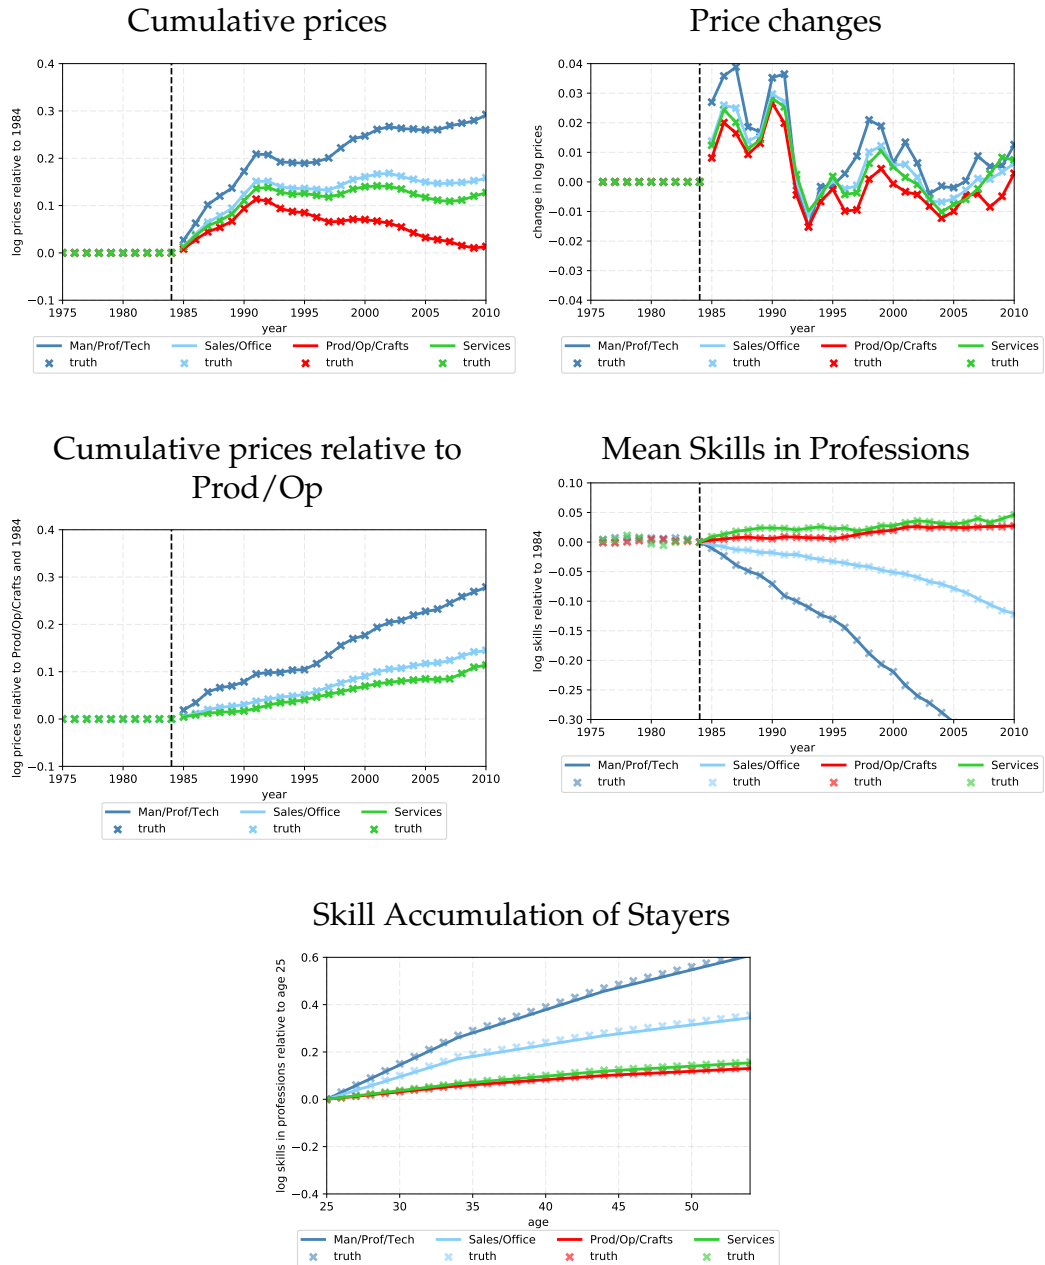 Cumulative prices
0.4
0.3
0.2
0.1
0.0
−0.1
log prices relative to 1984
1975 1980 1985 1990 1995 2000 2005 2010
year
Man/Prof/Tech Sales/Office Prod/Op/Crafts Services
truth truth truth truth
Price changes
0.04
0.03
0.02
0.01
0.00
−0.01
−0.02
−0.03
−0.04
change in log prices
1975 1980 1985 1990 1995 2000 2005 2010
year
Man/Prof/Tech Sales/Office Prod/Op/Crafts Services
truth truth truth truth
Cumulative prices relative to
Prod/Op
0.4
0.3
0.2
0.1
0.0
−0.1
log prices relative to Prod/Op/Crafts and 1984
1975 1980 1985 1990 1995 2000 2005 2010
year
Man/Prof/Tech Sales/Office Services
truth truth truth
Mean Skills in Professions
0.10
0.05
0.00
−0.05
−0.10
−0.15
−0.20
−0.25
−0.30
log skills relative to 1984
1975 1980 1985 1990 1995 2000 2005 2010
year
Man/Prof/Tech Sales/Office Prod/Op/Crafts Services
truth truth truth truth
Skill Accumulation of Stayers
0.6
0.4
0.2
0.0
−0.2
−0.4
log skills in professions relative to age 25
25 30 35 40 45 50
age
Man/Prof/Tech Sales/Office Prod/Op/Crafts Services
truth truth truth truth